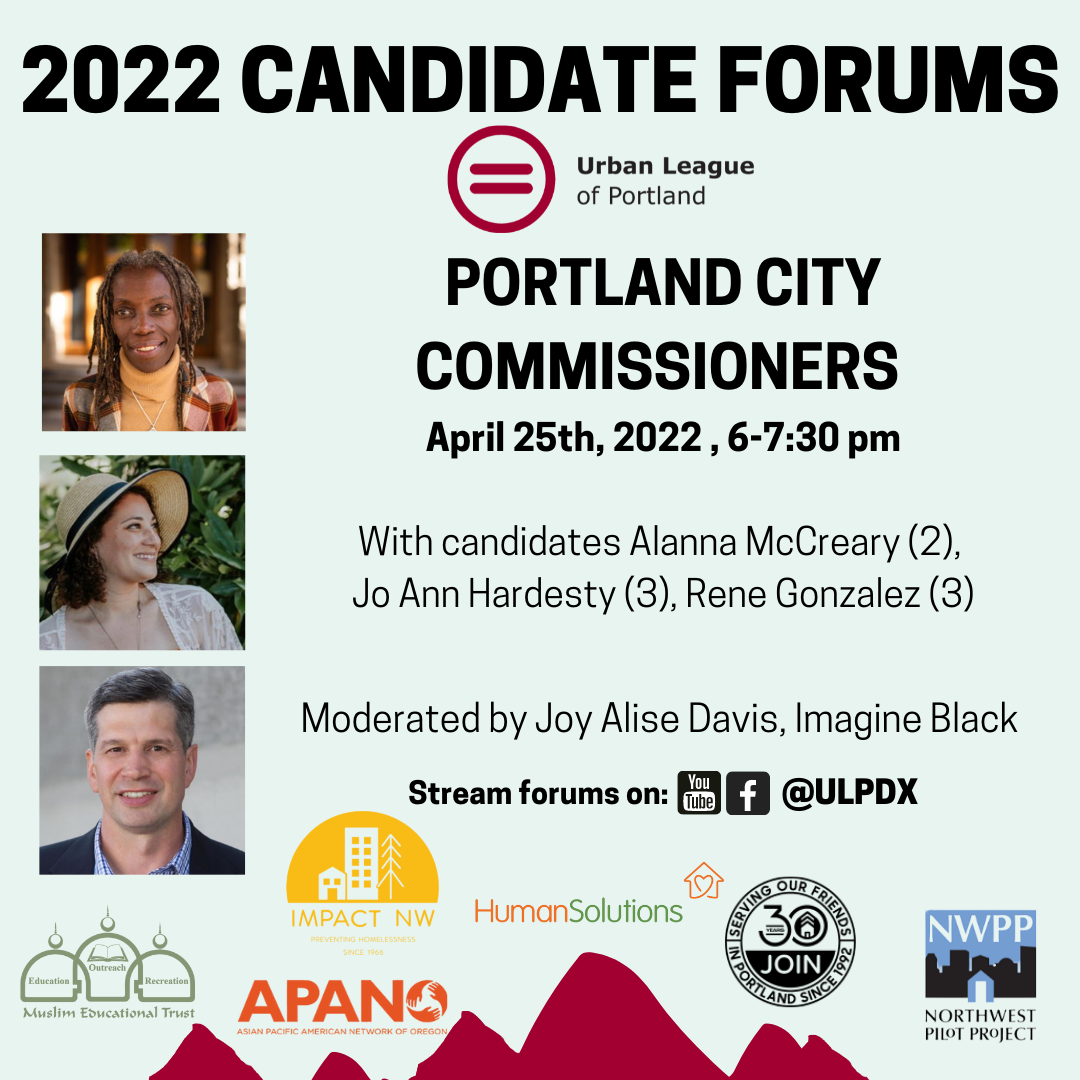 2022 CANDIDATE FORUMS
Urban League
of Portland
PORTLAND CITY
COMMISSIONERS
April 25th, 2022 , 6-7:30 pm
With candidates Alanna McCreary (2),
Jo Ann Hardesty (3), Rene Gonzalez (3)
Moderated by Joy Alise Davis, Imagine Black
Stream forums on: You Tube f @ULPDX
IMPACT NW
PREVENTING HOMELESSNESS
SINCE 1966
HumanSolutions
SERVING OUR FRIENDS
30
YEARS
JOIN
IN PORTLAND SINCE 1992
NWPP
NORTHWEST
PILOT PROJECT
Education
Outreach
Recreation
Muslim Educational Trust
APANO
ASIAN PACIFIC AMERICAN NETWORK OF OREGON